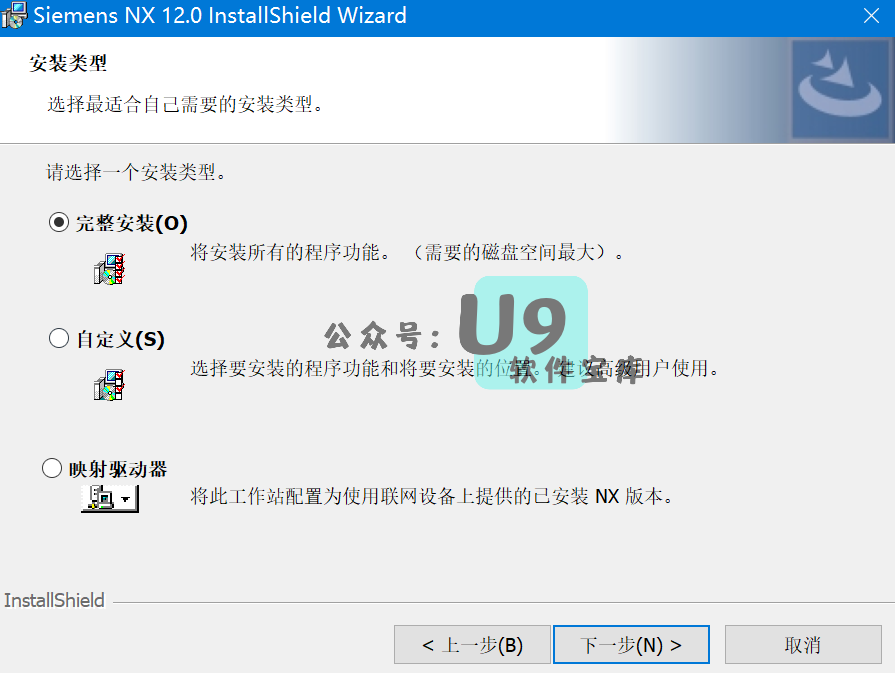 Siemens NX 12.0 InstallShield Wizard
安装类型
选择最适合自己需要的安装类型。
请选择一个安装类型。
完整安装(O)
将安装所有的程序功能。（需要的磁盘空间最大）。
自定义(S)
公众号：U9
软件宝库
选择要安装的程序功能和将要安装的位置。建议高级用户使用。
映射驱动器
将此工作站配置为使用联网设备上提供的已安装 NX 版本。
InstallShield
< 上一步(B)
下一步(N) >
取消